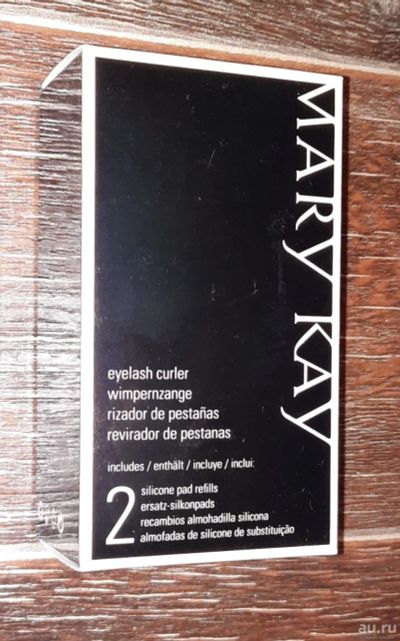 MARY KAY
eyelash curler
wimpernzange
rizador de pestañas
revirador de pestanas
includes / enthält / incluye / inclui:
2
silicone pad refills
ersatz-silkonpads
recambios almohadilla silicona
almofadas de silicone de substituição
au.ru